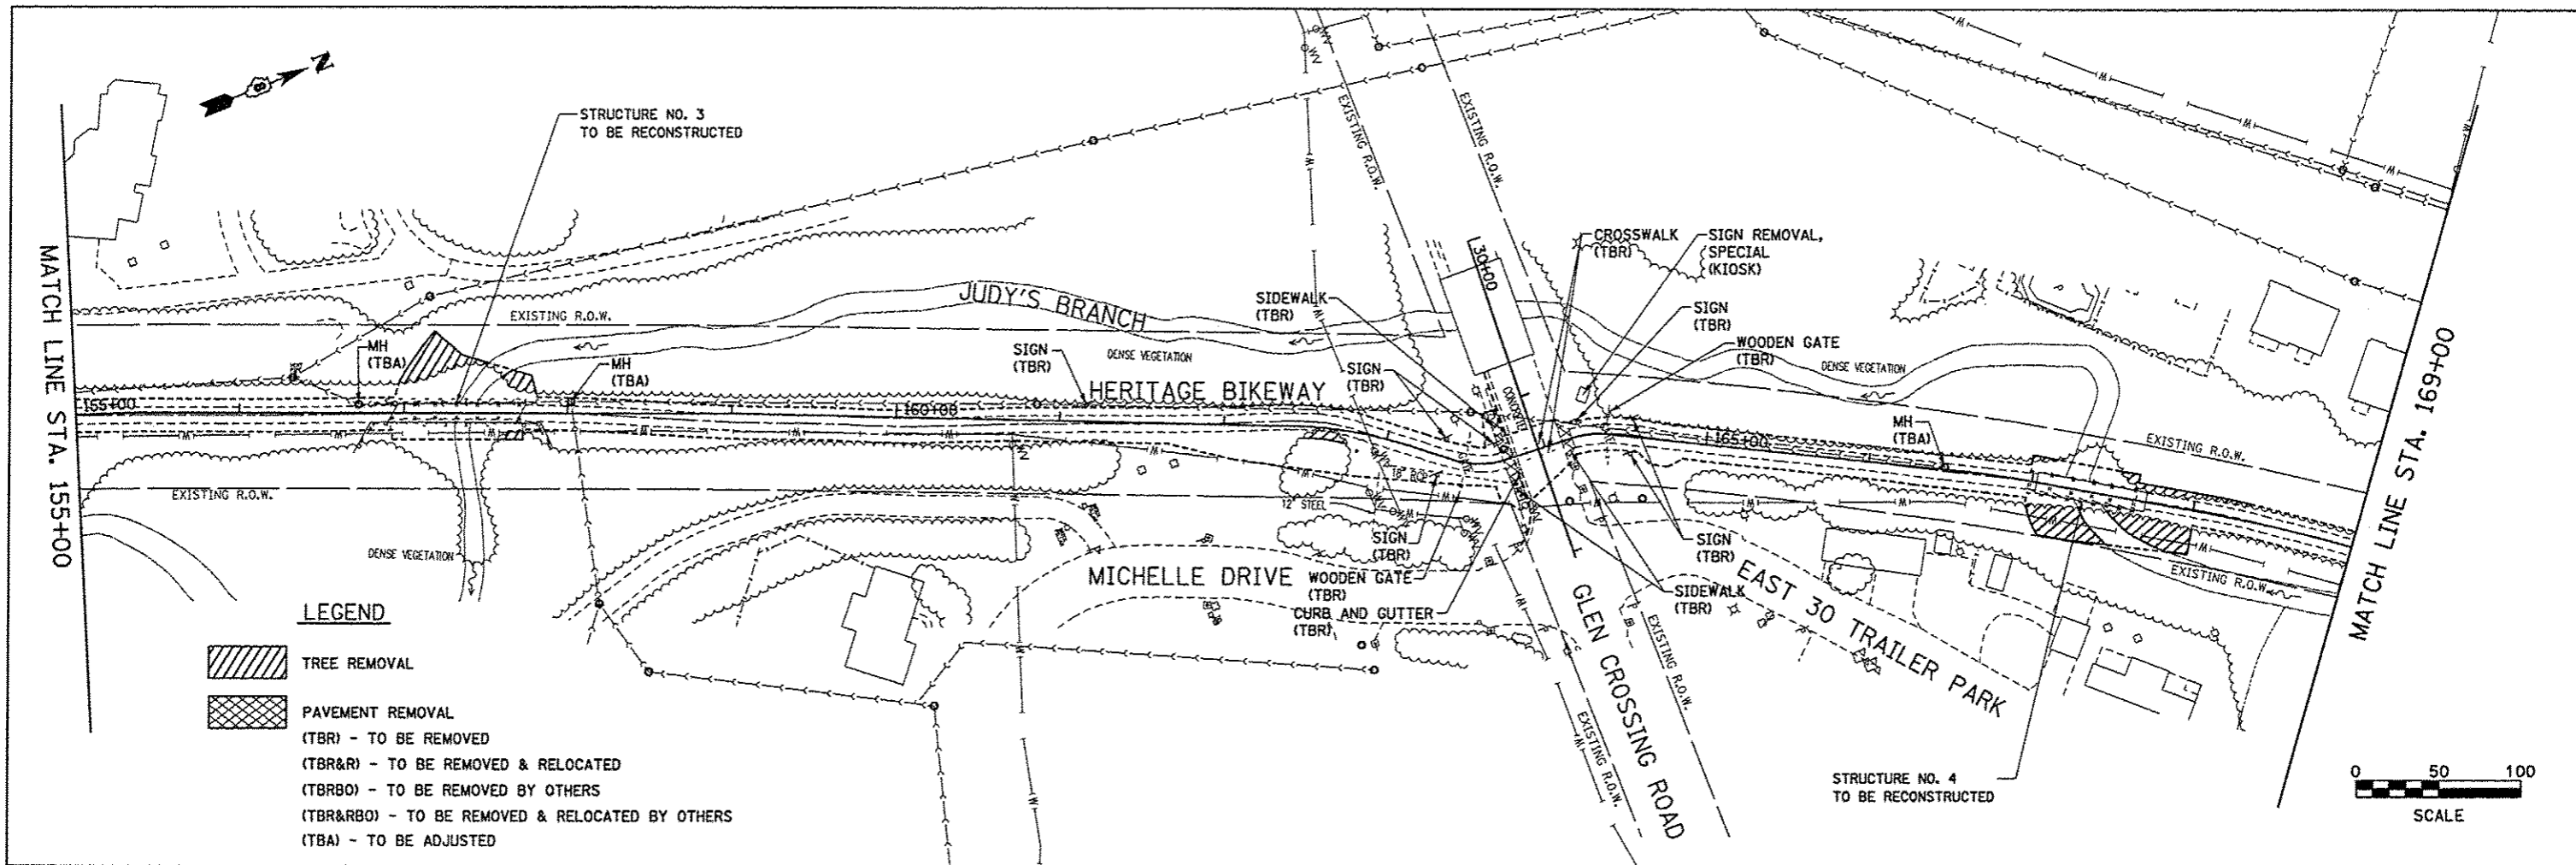 N
8
STRUCTURE NO. 3
TO BE RECONSTRUCTED
MATCH LINE STA. 155+00
155+00
MH
(TBA)
EXISTING R.O.W.
MH
(TBA)
EXISTING R.O.W.
DENSE VEGETATION
JUDY'S BRANCH
SIGN
(TBR)
HERITAGE BIKEWAY
160+00
DENSE VEGETATION
SIDEWALK
(TBR)
SIGN
(TBR)
EXISTING R.O.W.
EXISTING R.O.W.
30+00
CROSSWALK
(TBR)
SIGN REMOVAL,
SPECIAL
(KIOSK)
SIGN
(TBR)
WOODEN GATE
(TBR)
DENSE VEGETATION
165+00
MH
(TBA)
EXISTING R.O.W.
MATCH LINE STA. 169+00
12" STEEL
SIGN
(TBR)
MICHELLE DRIVE
WOODEN GATE
(TBR)
CURB AND GUTTER
(TBR)
SIGN
(TBR)
SIDEWALK
(TBR)
GLEN CROSSING ROAD
EXISTING R.O.W.
EXISTING R.O.W.
EAST 30 TRAILER PARK
EXISTING R.O.W.
STRUCTURE NO. 4
TO BE RECONSTRUCTED
LEGEND
TREE REMOVAL
PAVEMENT REMOVAL
(TBR) - TO BE REMOVED
(TBR&R) - TO BE REMOVED & RELOCATED
(TBRBO) - TO BE REMOVED BY OTHERS
(TBR&RBO) - TO BE REMOVED & RELOCATED BY OTHERS
(TBA) - TO BE ADJUSTED
0 50 100
SCALE